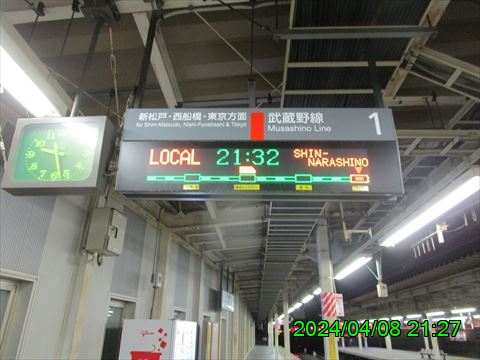 新松戸・西船橋・東京方面
for Shin-Matsudo, Nishi-Funabashi & Tōkyō
武蔵野線
Musashino Line
1
LOCAL 21:32 SHIN-NARASHINO
Glico
2024/04/08 21:27